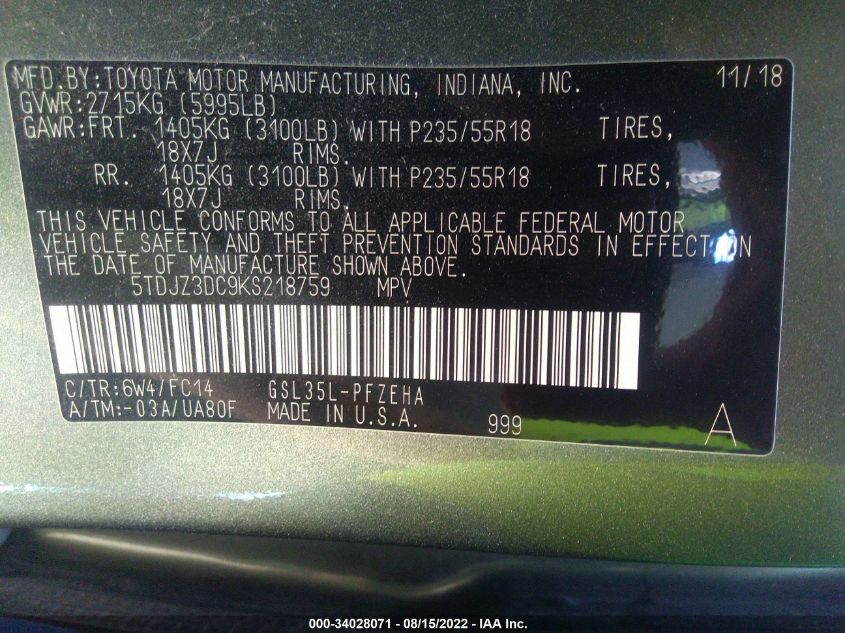 MFD.BY:TOYOTA MOTOR MANUFACTURING, INDIANA, INC. 11/18
GVWR:2715KG (5995LB)
GAWR:FRT. 1405KG (3100LB) WITH P235/55R18 TIRES,
18X7J RIMS.
RR. 1405KG (3100LB) WITH P235/55R18 TIRES,
18X7J RIMS.
THIS VEHICLE CONFORMS TO ALL APPLICABLE FEDERAL MOTOR
VEHICLE SAFETY AND THEFT PREVENTION STANDARDS IN EFFECT ON
THE DATE OF MANUFACTURE SHOWN ABOVE.
5TDJZ3DC9KS218759 MPV
C/TR:6W4/FC14 GSL35L-PFZEHA
A/TM:-03A/UA80F MADE IN U.S.A. 999 A
000-34028071 - 08/15/2022 - IAA Inc.